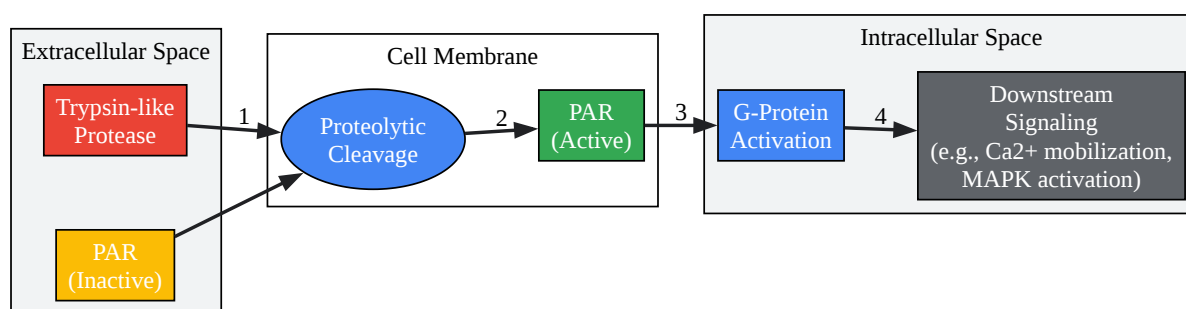 Extracellular Space
Trypsin-like
Protease
PAR
(Inactive)
1
Cell Membrane
Proteolytic
Cleavage
2
PAR
(Active)
3
Intracellular Space
G-Protein
Activation
4
Downstream
Signaling
(e.g., Ca2+ mobilization,
MAPK activation)